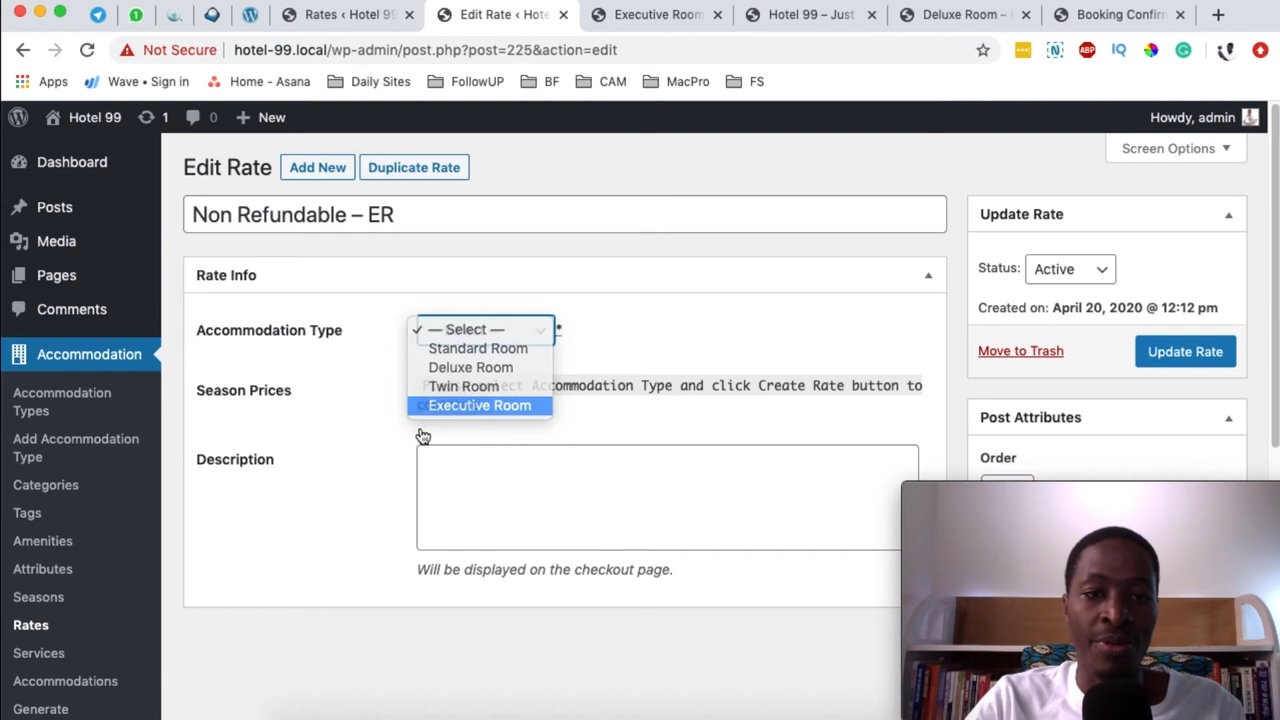 Rates ‹ Hotel 99
Edit Rate ‹ Hote
Executive Room
Hotel 99 – Just
Deluxe Room –
Booking Confirm
Not Secure
hotel-99.local/wp-admin/post.php?post=225&action=edit
ABP
IQ
Apps
Wave • Sign in
Home - Asana
Daily Sites
FollowUP
BF
CAM
MacPro
FS
Hotel 99
1
0
New
Howdy, admin
Dashboard
Posts
Media
Pages
Comments
Accommodation
Accommodation
Types
Add Accommodation
Type
Categories
Tags
Amenities
Attributes
Seasons
Rates
Services
Accommodations
Generate
Edit Rate
Add New
Duplicate Rate
Screen Options
Non Refundable – ER
Rate Info
Accommodation Type
— Select —
*
Standard Room
Deluxe Room
Twin Room
Executive Room
Season Prices
Accommodation Type and click Create Rate button to
Description
Will be displayed on the checkout page.
Update Rate
Status:
Active
Created on: April 20, 2020 @ 12:12 pm
Move to Trash
Update Rate
Post Attributes
Order